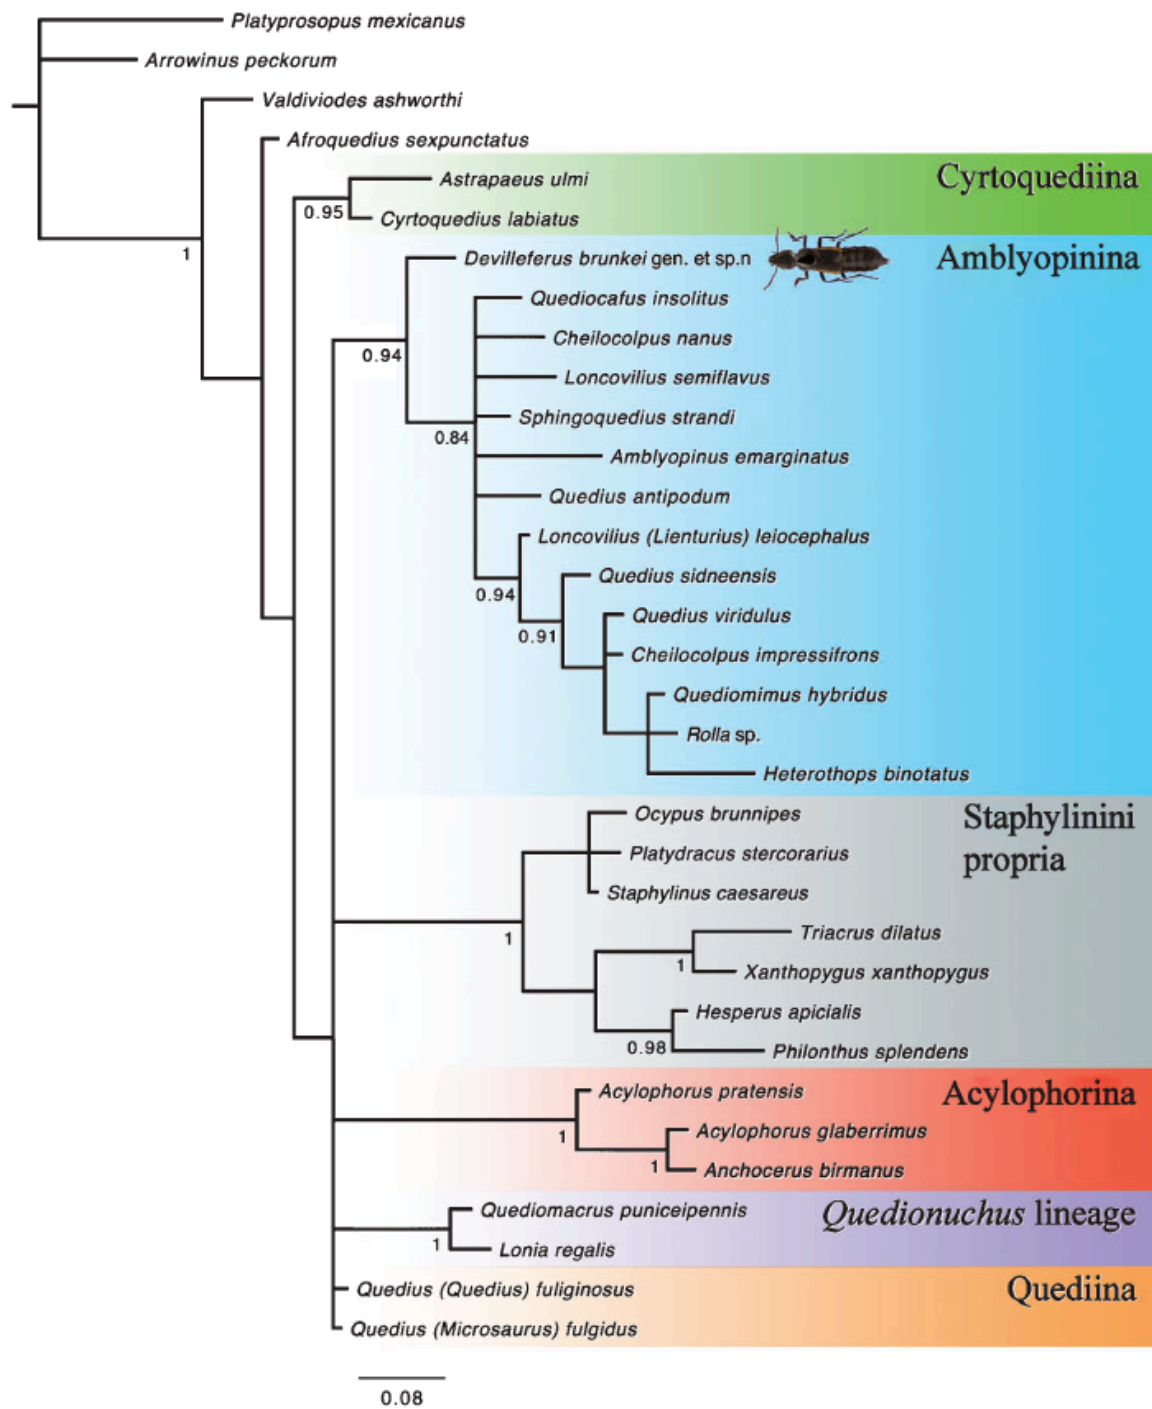 Platyprosopus mexicanus
Arrowinus peckorum
Valdiviodes ashworthi
1
Afroquedius sexpunctatus
Cyrtoquediina
Astrapaeus ulmi
0.95
Cyrtoquedius labiatus
Amblyopinina
Devilleferus brunkei gen. et sp.n
Quediocafus insolitus
Cheilocolpus nanus
0.94
Loncovilius semiflavus
Sphingoquedius strandi
0.84
Amblyopinus emarginatus
Quedius antipodum
Loncovilius (Lienturius) leiocephalus
Quedius sidneensis
0.94
Quedius viridulus
0.91
Cheilocolpus impressifrons
Quediomimus hybridus
Rolla sp.
Heterothops binotatus
Staphylinini
propria
Ocypus brunnipes
Platydracus stercorarius
Staphylinus caesareus
Triacrus dilatus
1
1
Xanthopygus xanthopygus
Hesperus apicialis
0.98
Philonthus splendens
Acylophorina
Acylophorus pratensis
Acylophorus glaberrimus
1
1
Anchocerus birmanus
Quedionuchus lineage
Quediomacrus puniceipennis
1
Lonia regalis
Quediina
Quedius (Quedius) fuliginosus
Quedius (Microsaurus) fulgidus
0.08